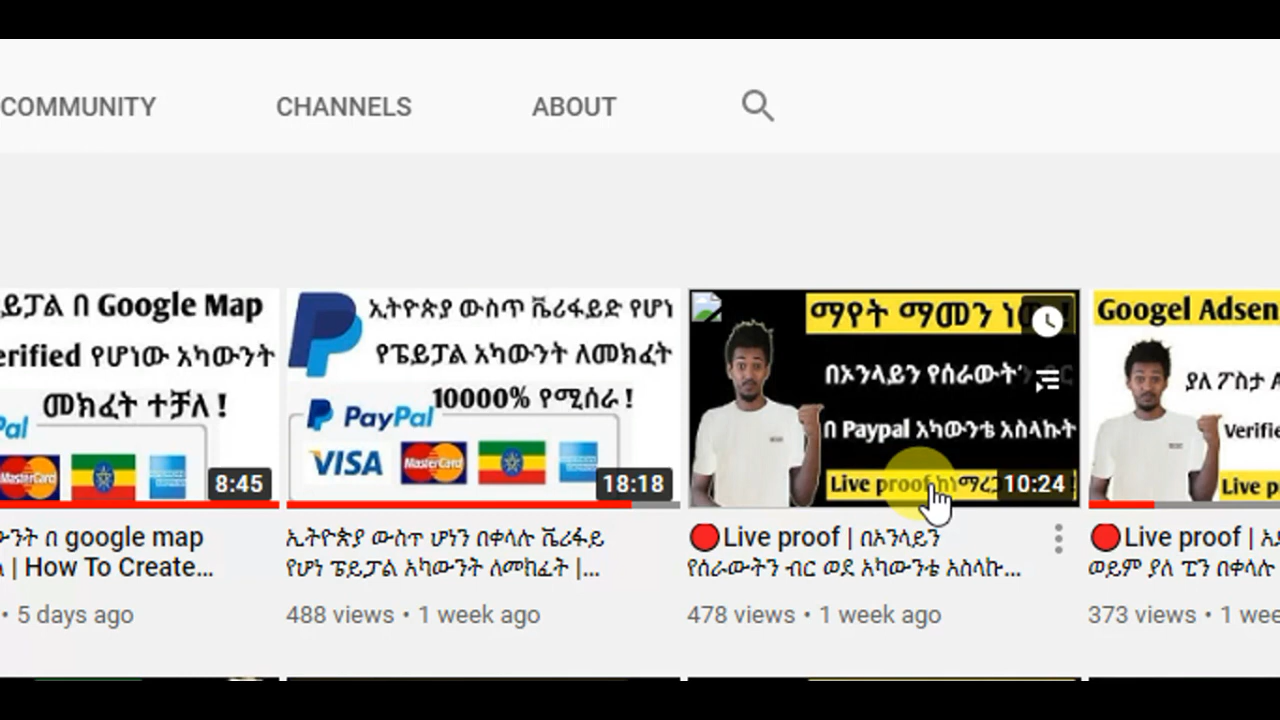 COMMUNITY CHANNELS ABOUT
ይፓል በ Google Map
erified የሆነው አካውንት
መክፈት ተቻለ !
Pal
MasterCard
8:45
ኢትዮጵያ ውስጥ ቬሪፋይድ የሆነ
የፔይፓል አካውንት ለመክፈት
10000% የሚሰራ !
PayPal
VISA MasterCard
18:18
ማየት ማመን
በኦንላይን የሰራውት
በ Paypal አካውንቴ አስላኩት
Live proof
10:24
Googel Adsen
ያለ ፖስታ
Verifie
Live p
ውንት በ google map
| How To Create...
• 5 days ago
ኢትዮጵያ ውስጥ ሆነን በቀላሉ ቬሪፋይ
የሆነ ፔይፓል አካውንት ለመክፈት |...
488 views • 1 week ago
🔴Live proof | በኦንላይን
የሰራውትን ብር ወደ አካውንቴ አስላኩ...
478 views • 1 week ago
🔴Live proof |
ወይም ያለ ፒን በቀላሉ
373 views • 1 wee